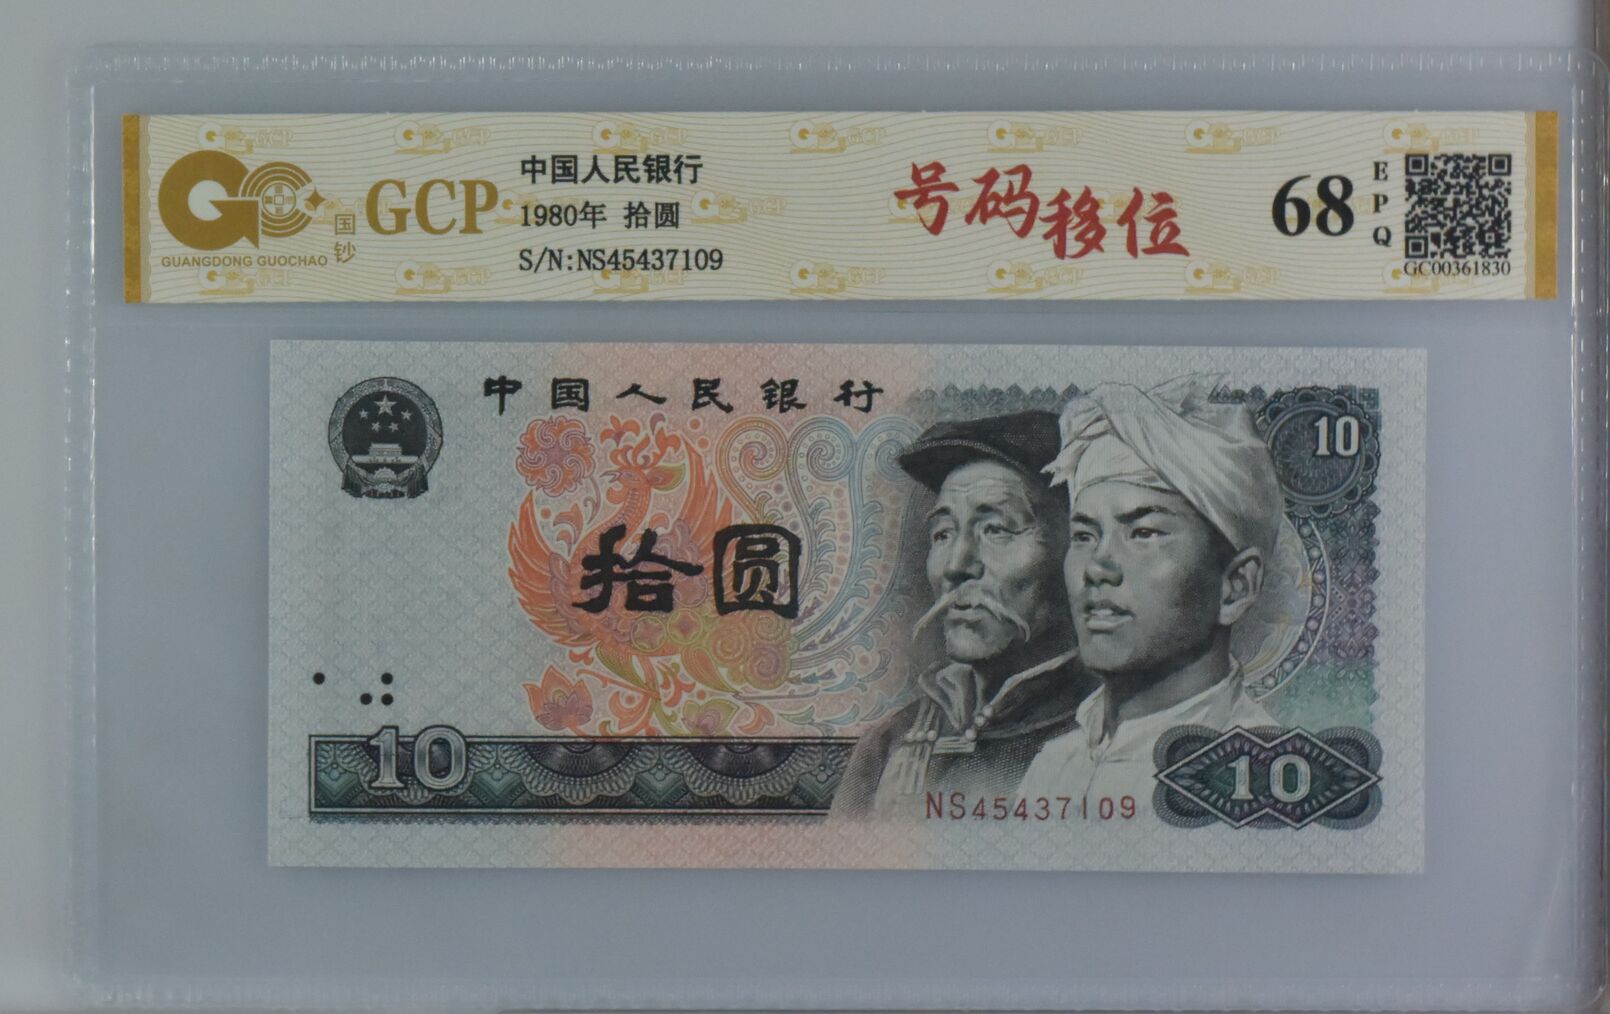 GCP
国钞
GUANGDONG GUOCHAO
中国人民银行
1980年 拾圆
S/N:NS45437109
号码移位
68
EPQ
GC00361830
中国人民银行
10
拾圆
10
NS45437109
10